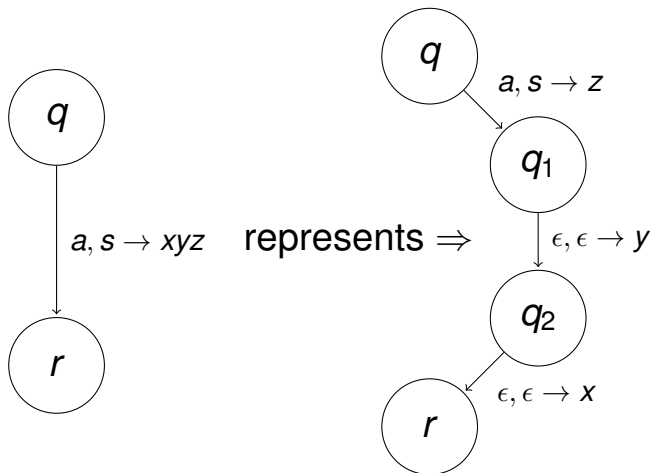 q
a, s → xyz
r
represents ⇒
q
a, s → z
q₁
ϵ, ϵ → y
q₂
ϵ, ϵ → x
r